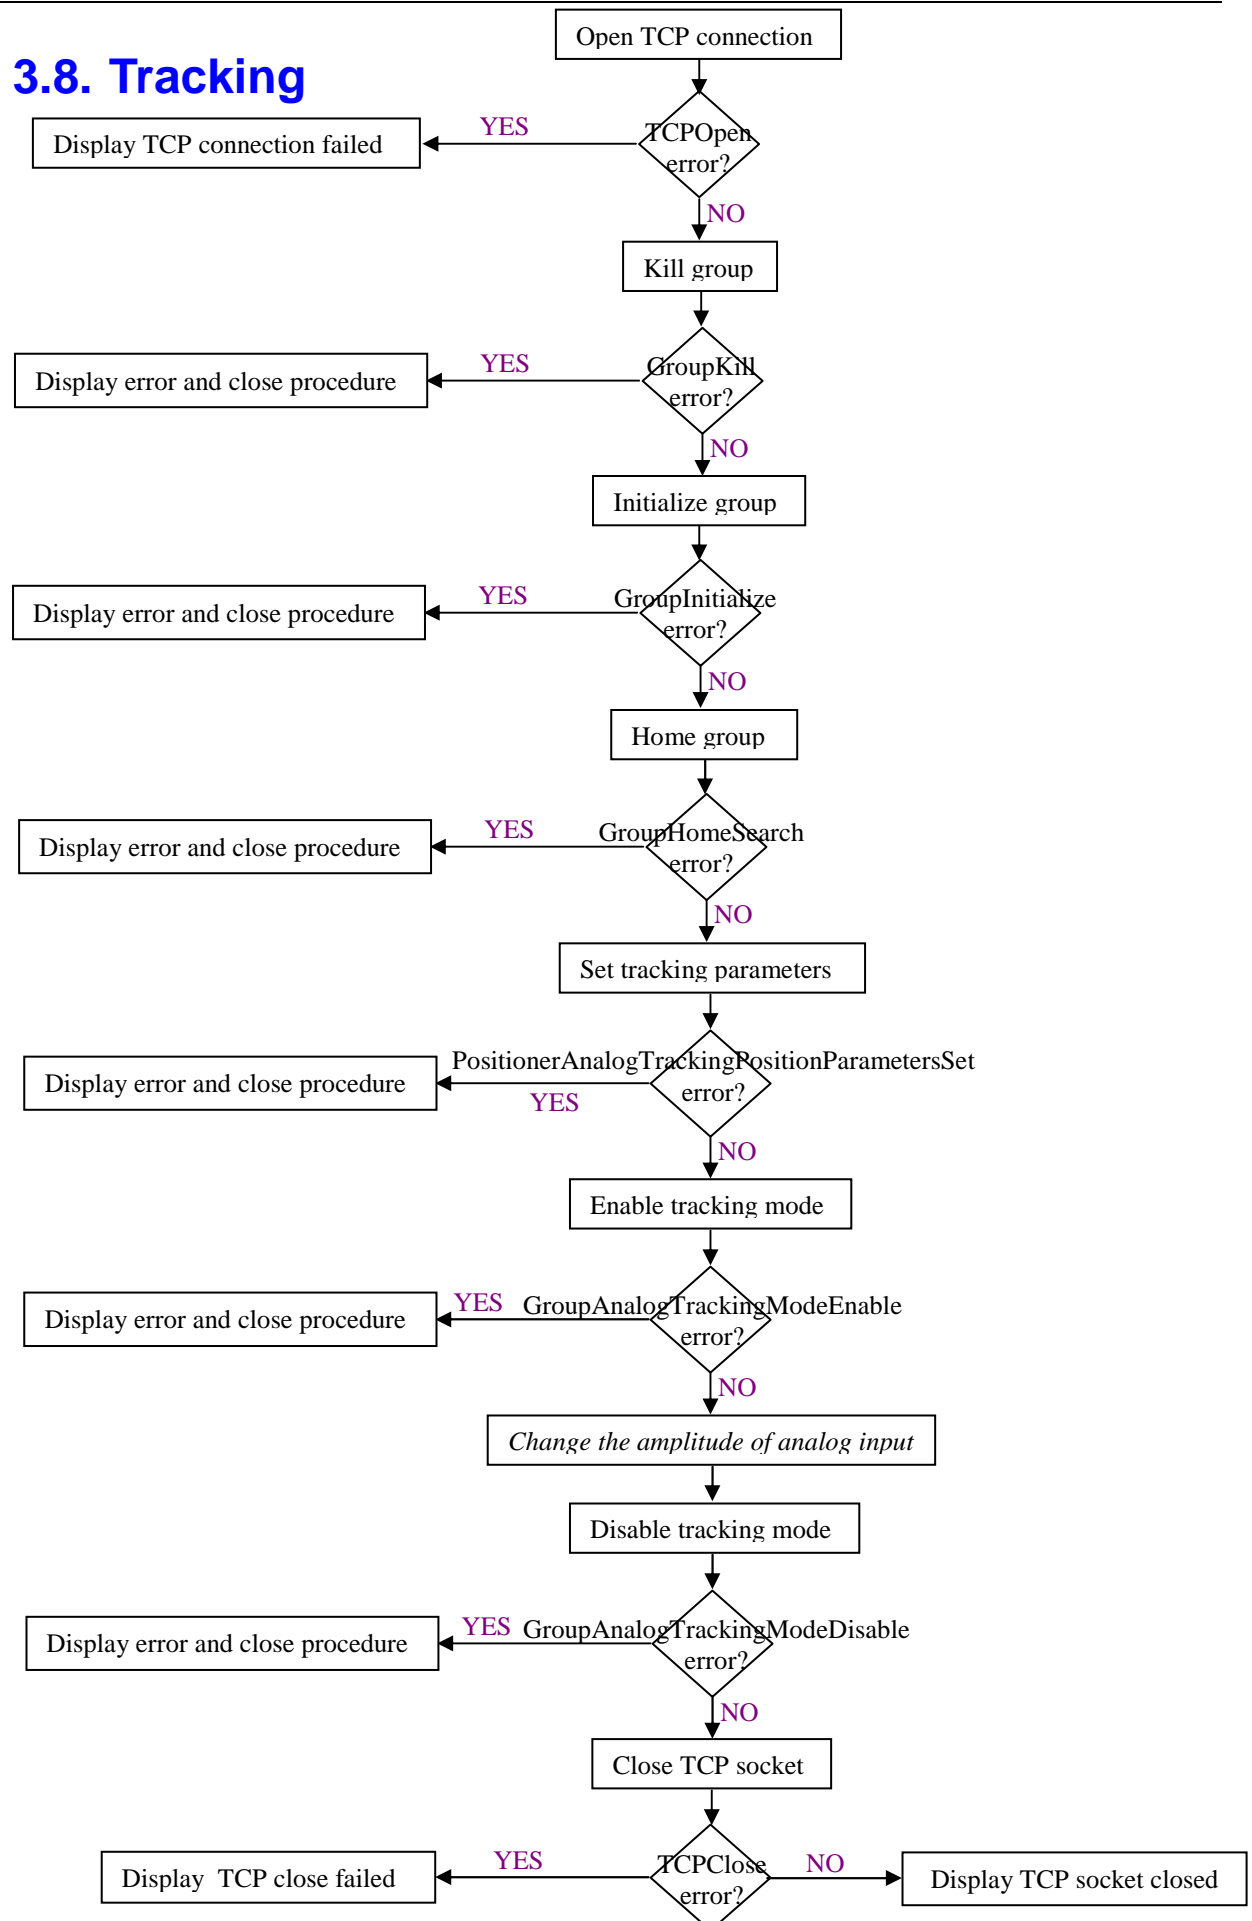 Open TCP connection
3.8. Tracking
YES
TCPOpen
error?
Display TCP connection failed
NO
Kill group
YES
GroupKill
error?
Display error and close procedure
NO
Initialize group
YES
GroupInitialize
error?
Display error and close procedure
NO
Home group
YES
GroupHomeSearch
error?
Display error and close procedure
NO
Set tracking parameters
PositionerAnalogTrackingPositionParametersSet
error?
Display error and close procedure
YES
NO
Enable tracking mode
YES
GroupAnalogTrackingModeEnable
error?
Display error and close procedure
NO
Change the amplitude of analog input
Disable tracking mode
YES
GroupAnalogTrackingModeDisable
error?
Display error and close procedure
NO
Close TCP socket
YES
TCPClose
error?
NO
Display TCP close failed
Display TCP socket closed